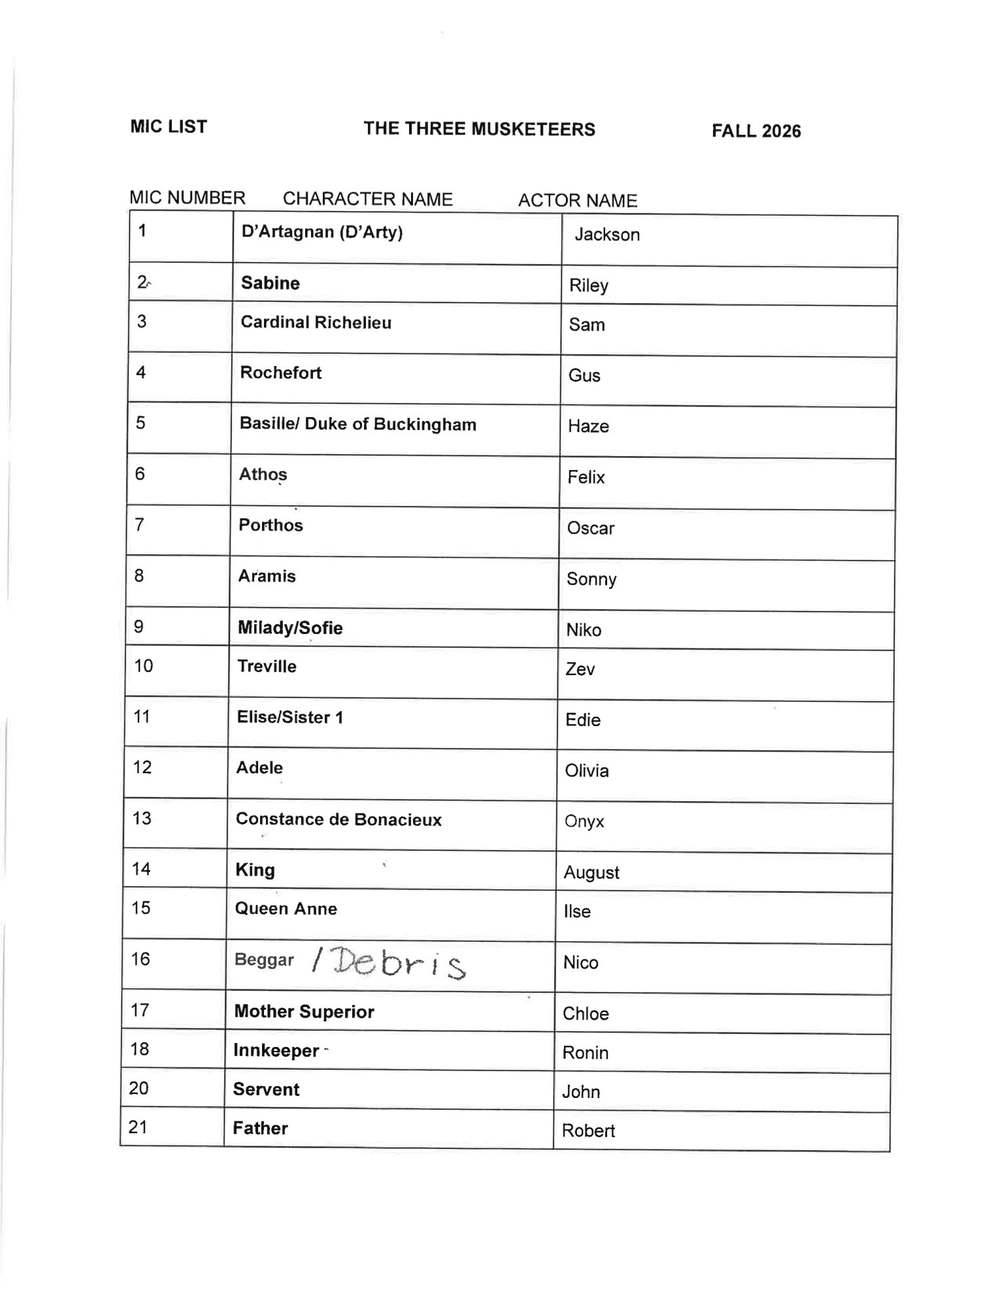 MIC LIST THE THREE MUSKETEERS FALL 2026
MIC NUMBER CHARACTER NAME ACTOR NAME
1 D'Artagnan (D'Arty) Jackson
2 Sabine Riley
3 Cardinal Richelieu Sam
4 Rochefort Gus
5 Basille/ Duke of Buckingham Haze
6 Athos Felix
7 Porthos Oscar
8 Aramis Sonny
9 Milady/Sofie Niko
10 Treville Zev
11 Elise/Sister 1 Edie
12 Adele Olivia
13 Constance de Bonacieux Onyx
14 King August
15 Queen Anne Ilse
16 Beggar /Debris Nico
17 Mother Superior Chloe
18 Innkeeper Ronin
20 Servent John
21 Father Robert